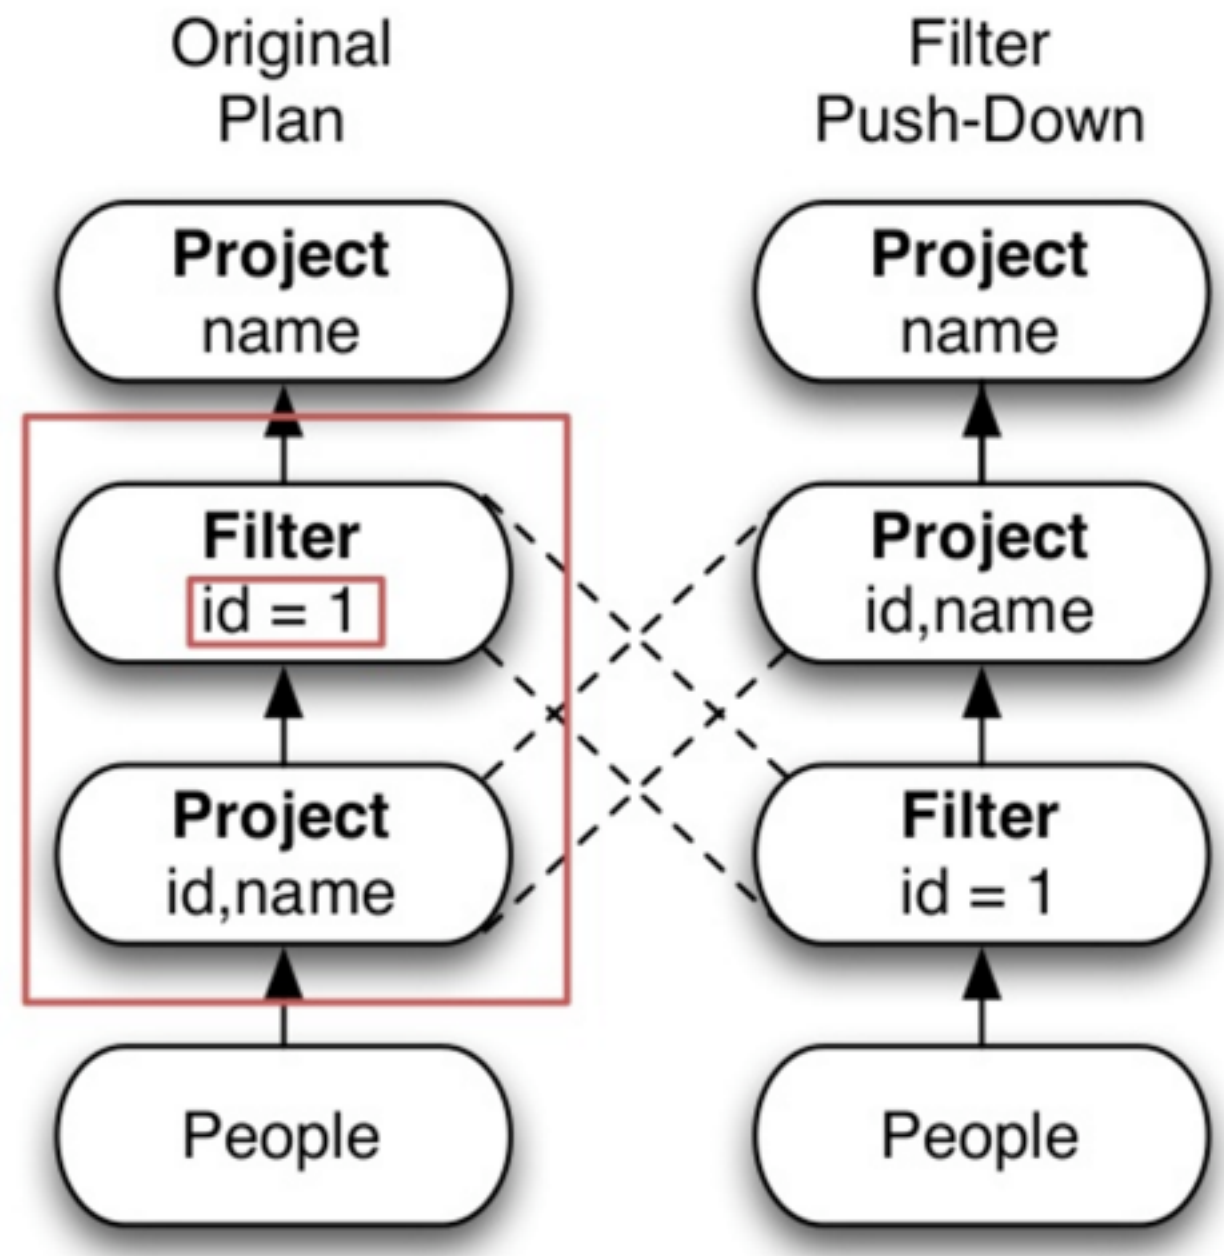 Original
Plan
Project
name
Filter
id = 1
Project
id,name
People
Filter
Push-Down
Project
name
Project
id,name
Filter
id = 1
People